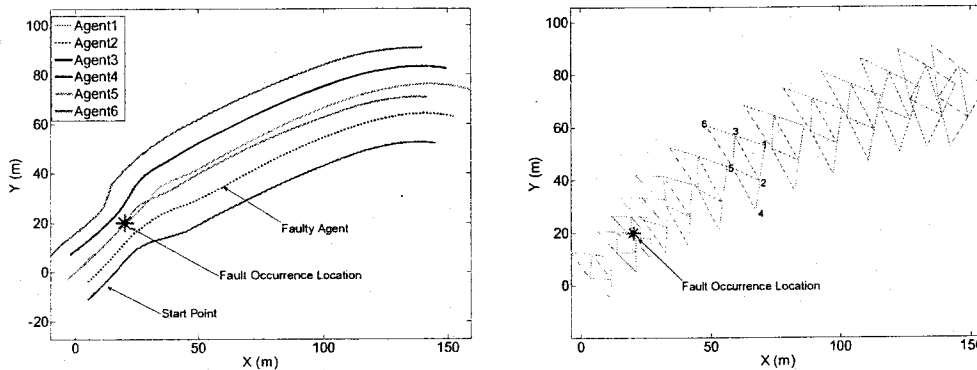 100
80
60
40
20
0
-20
Y (m)
0
50
100
150
X (m)
Agent1
Agent2
Agent3
Agent4
Agent5
Agent6
Faulty Agent
Fault Occurrence Location
Start Point
100
80
60
40
20
0
Y (m)
0
50
100
150
X (m)
6
3
1
5
2
4
Fault Occurrence Location